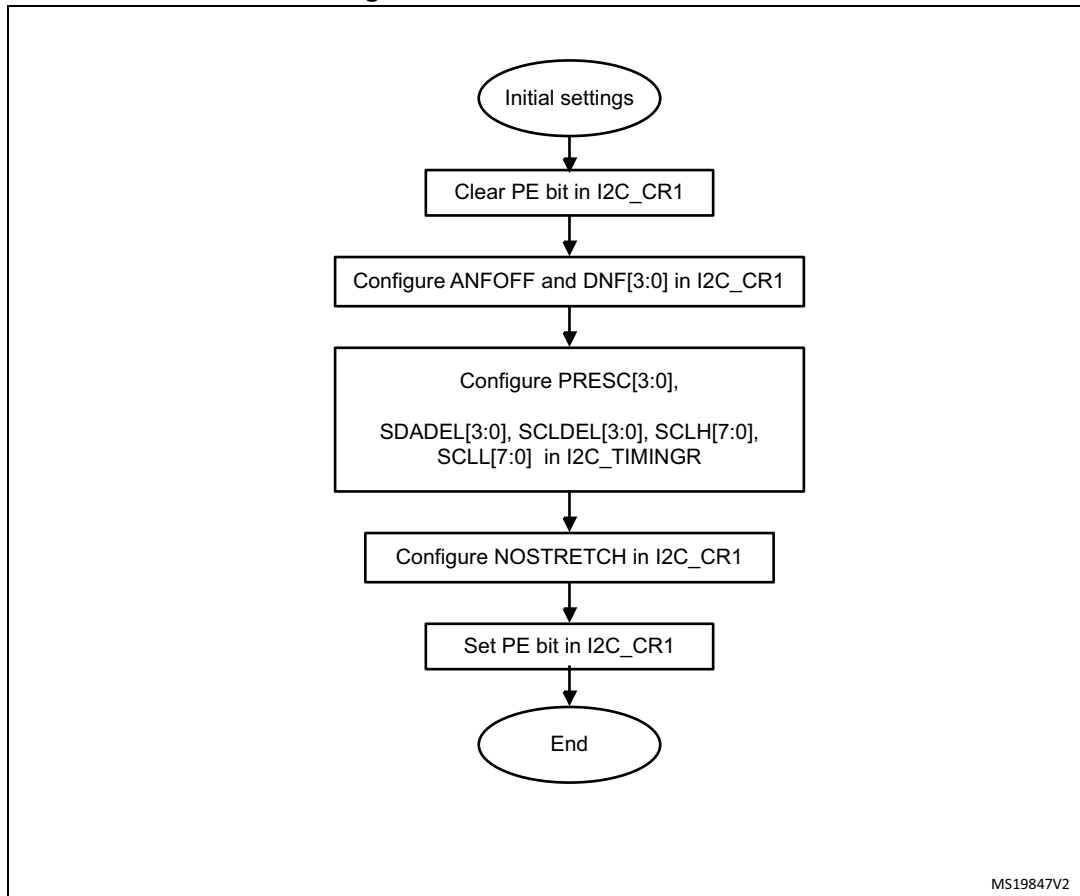 Initial settings
Clear PE bit in I2C_CR1
Configure ANFOFF and DNF[3:0] in I2C_CR1
Configure PRESC[3:0],
SDADEL[3:0], SCLDEL[3:0], SCLH[7:0],
SCLL[7:0] in I2C_TIMINGR
Configure NOSTRETCH in I2C_CR1
Set PE bit in I2C_CR1
End
MS19847V2